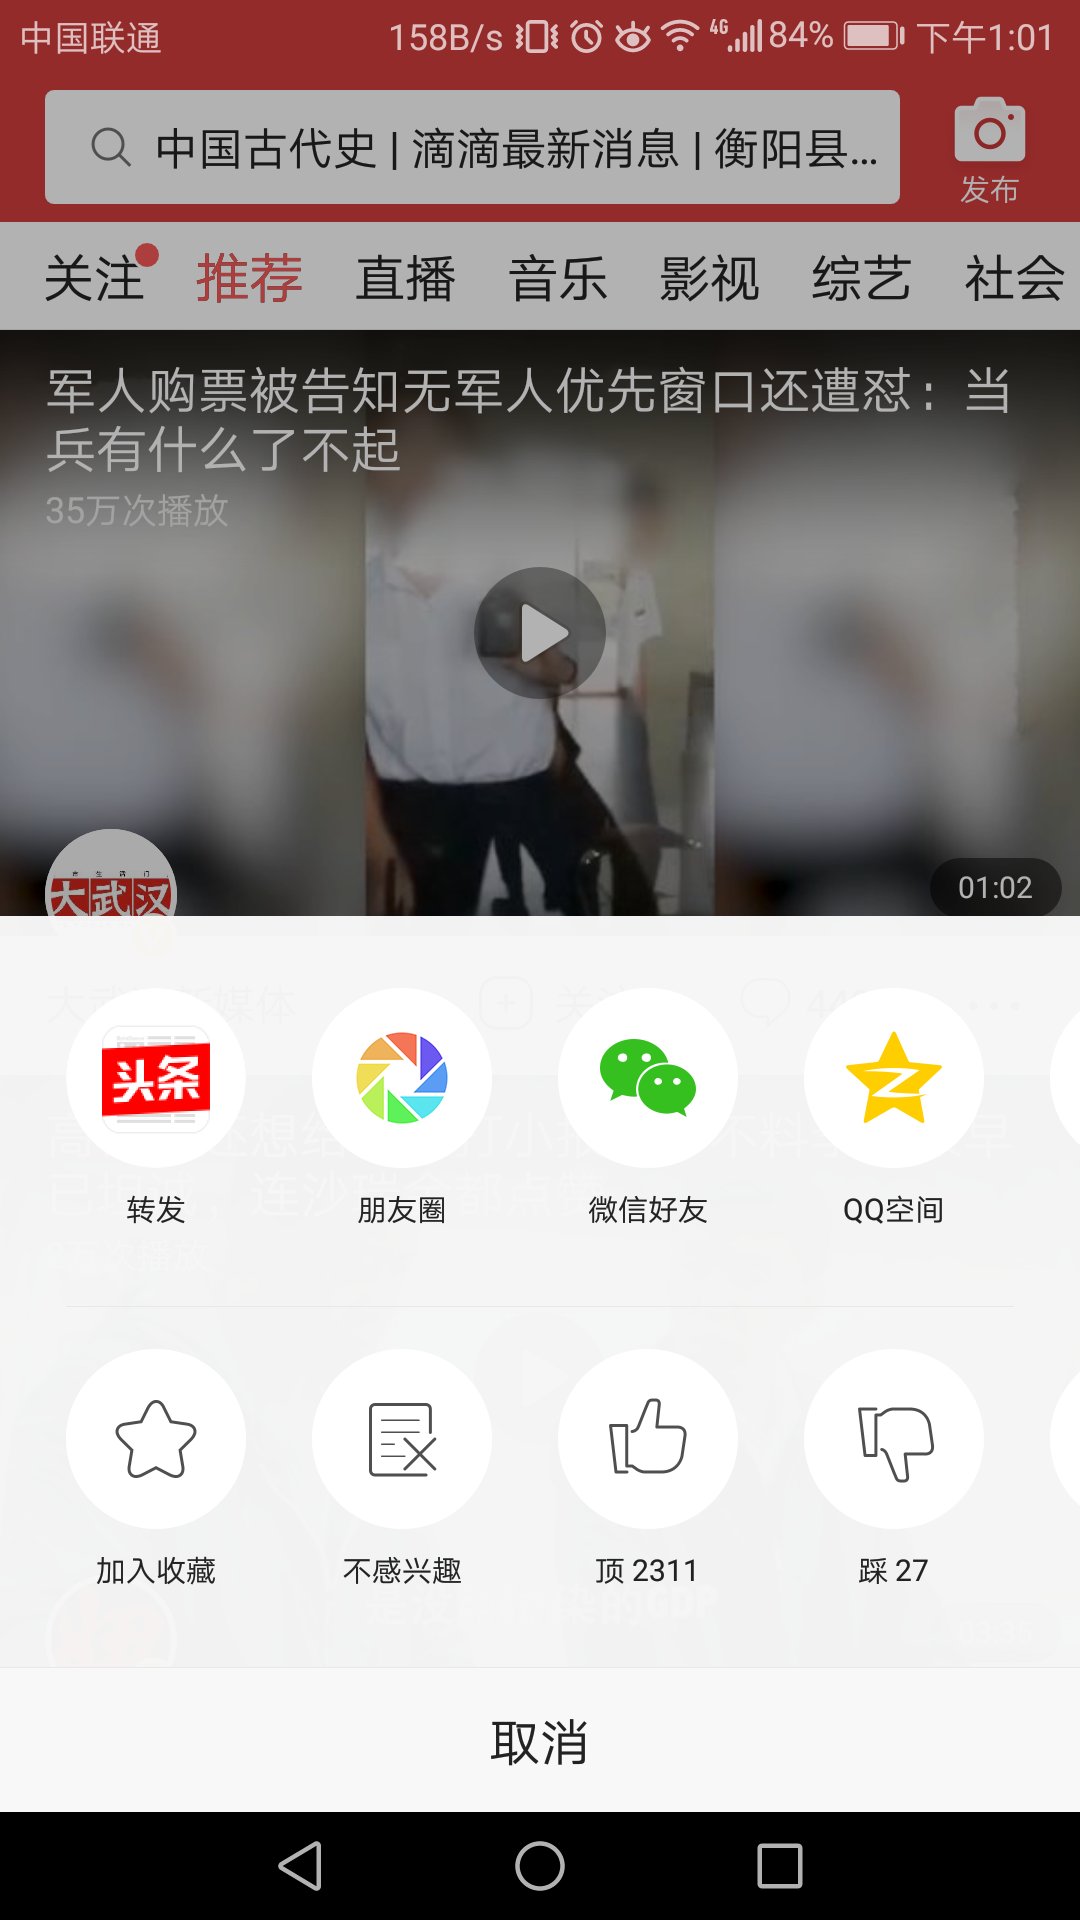 中国联通 158B/s 4G 84% 下午1:01
中国古代史 | 滴滴最新消息 | 衡阳县...
发布
关注 推荐 直播 音乐 影视 综艺 社会
军人购票被告知无军人优先窗口还遭怼：当
兵有什么了不起
35万次播放
大武汉
01:02
头条
转发 朋友圈 微信好友 QQ空间
加入收藏 不感兴趣 顶 2311 踩 27
取消